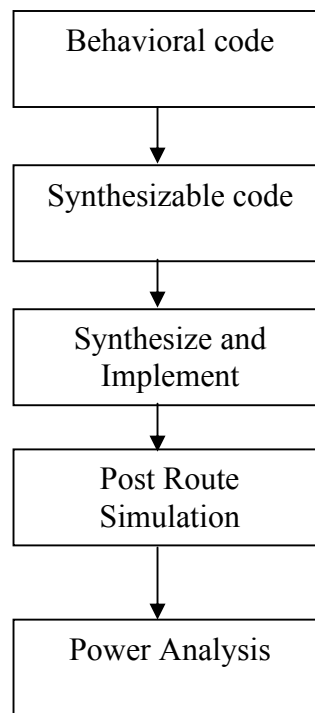 Behavioral code
Synthesizable code
Synthesize and
Implement
Post Route
Simulation
Power Analysis